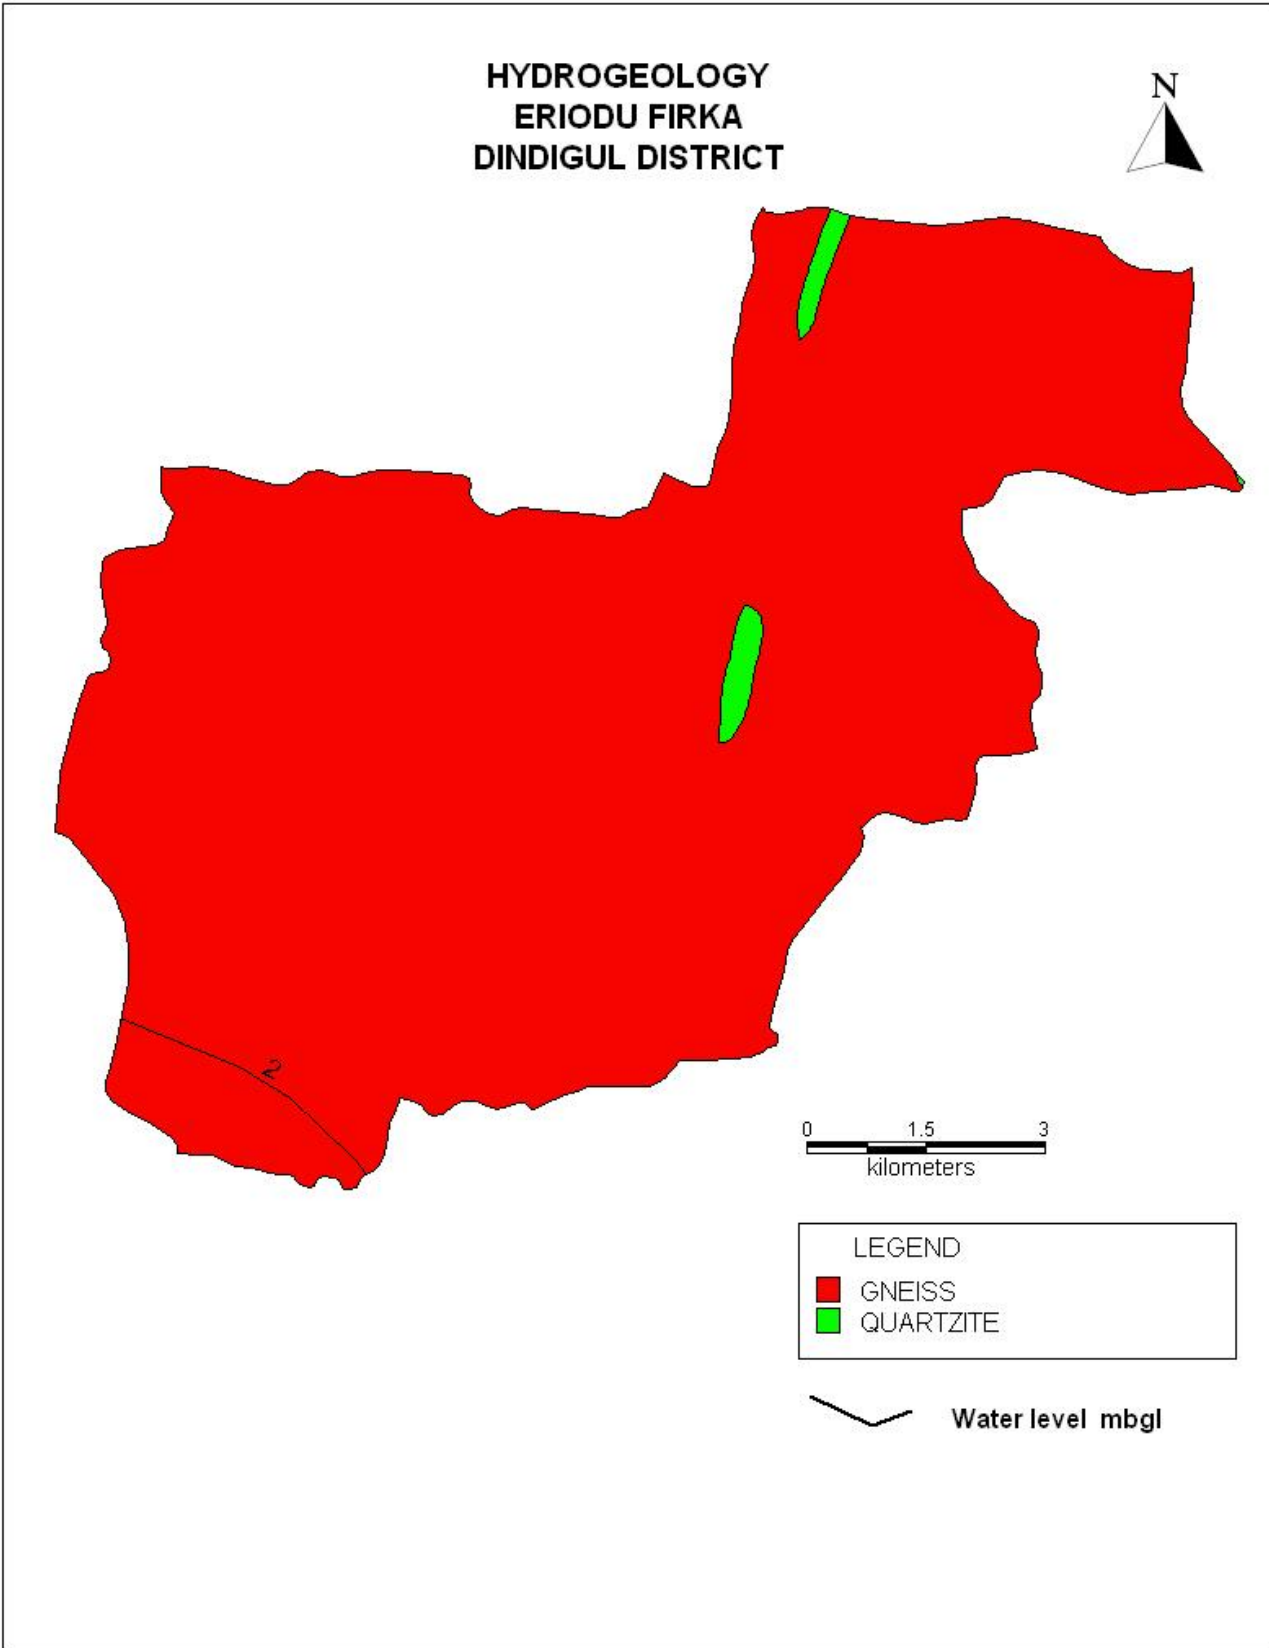 HYDROGEOLOGY
ERIODU FIRKA
DINDIGUL DISTRICT
N
2
0 1.5 3
kilometers
LEGEND
GNEISS
QUARTZITE
Water level mbgl